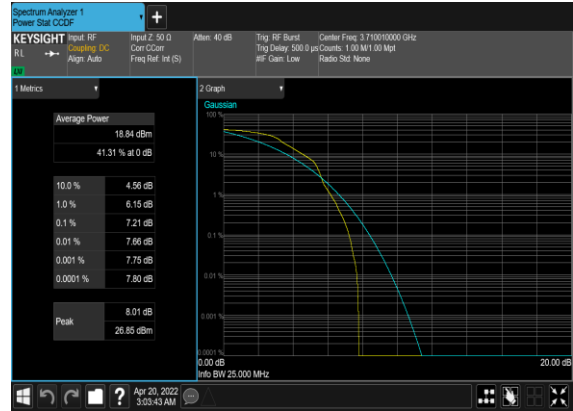 Spectrum Analyzer 1
Power Stat CCDF
KEYSIGHT
RL
Input: RF
Coupling: DC
Align: Auto
Input Z: 50 Ω
Corr CCorr
Freq Ref: Int (S)
Atten: 40 dB
Trig: RF Burst
Trig Delay: 500.0 µs
#IF Gain: Low
Center Freq: 3.710010000 GHz
Counts: 1.00 M/1.00 Mpt
Radio Std: None
1 Metrics
Average Power
18.84 dBm
41.31 % at 0 dB
10.0 % 4.56 dB
1.0 % 6.15 dB
0.1 % 7.21 dB
0.01 % 7.66 dB
0.001 % 7.75 dB
0.0001 % 7.80 dB
Peak
8.01 dB
26.85 dBm
2 Graph
Gaussian
100 %
10 %
1 %
0.1 %
0.01 %
0.001 %
0.0001 %
0.00 dB
20.00 dB
Info BW 25.000 MHz
?
Apr 20, 2022
3:03:43 AM